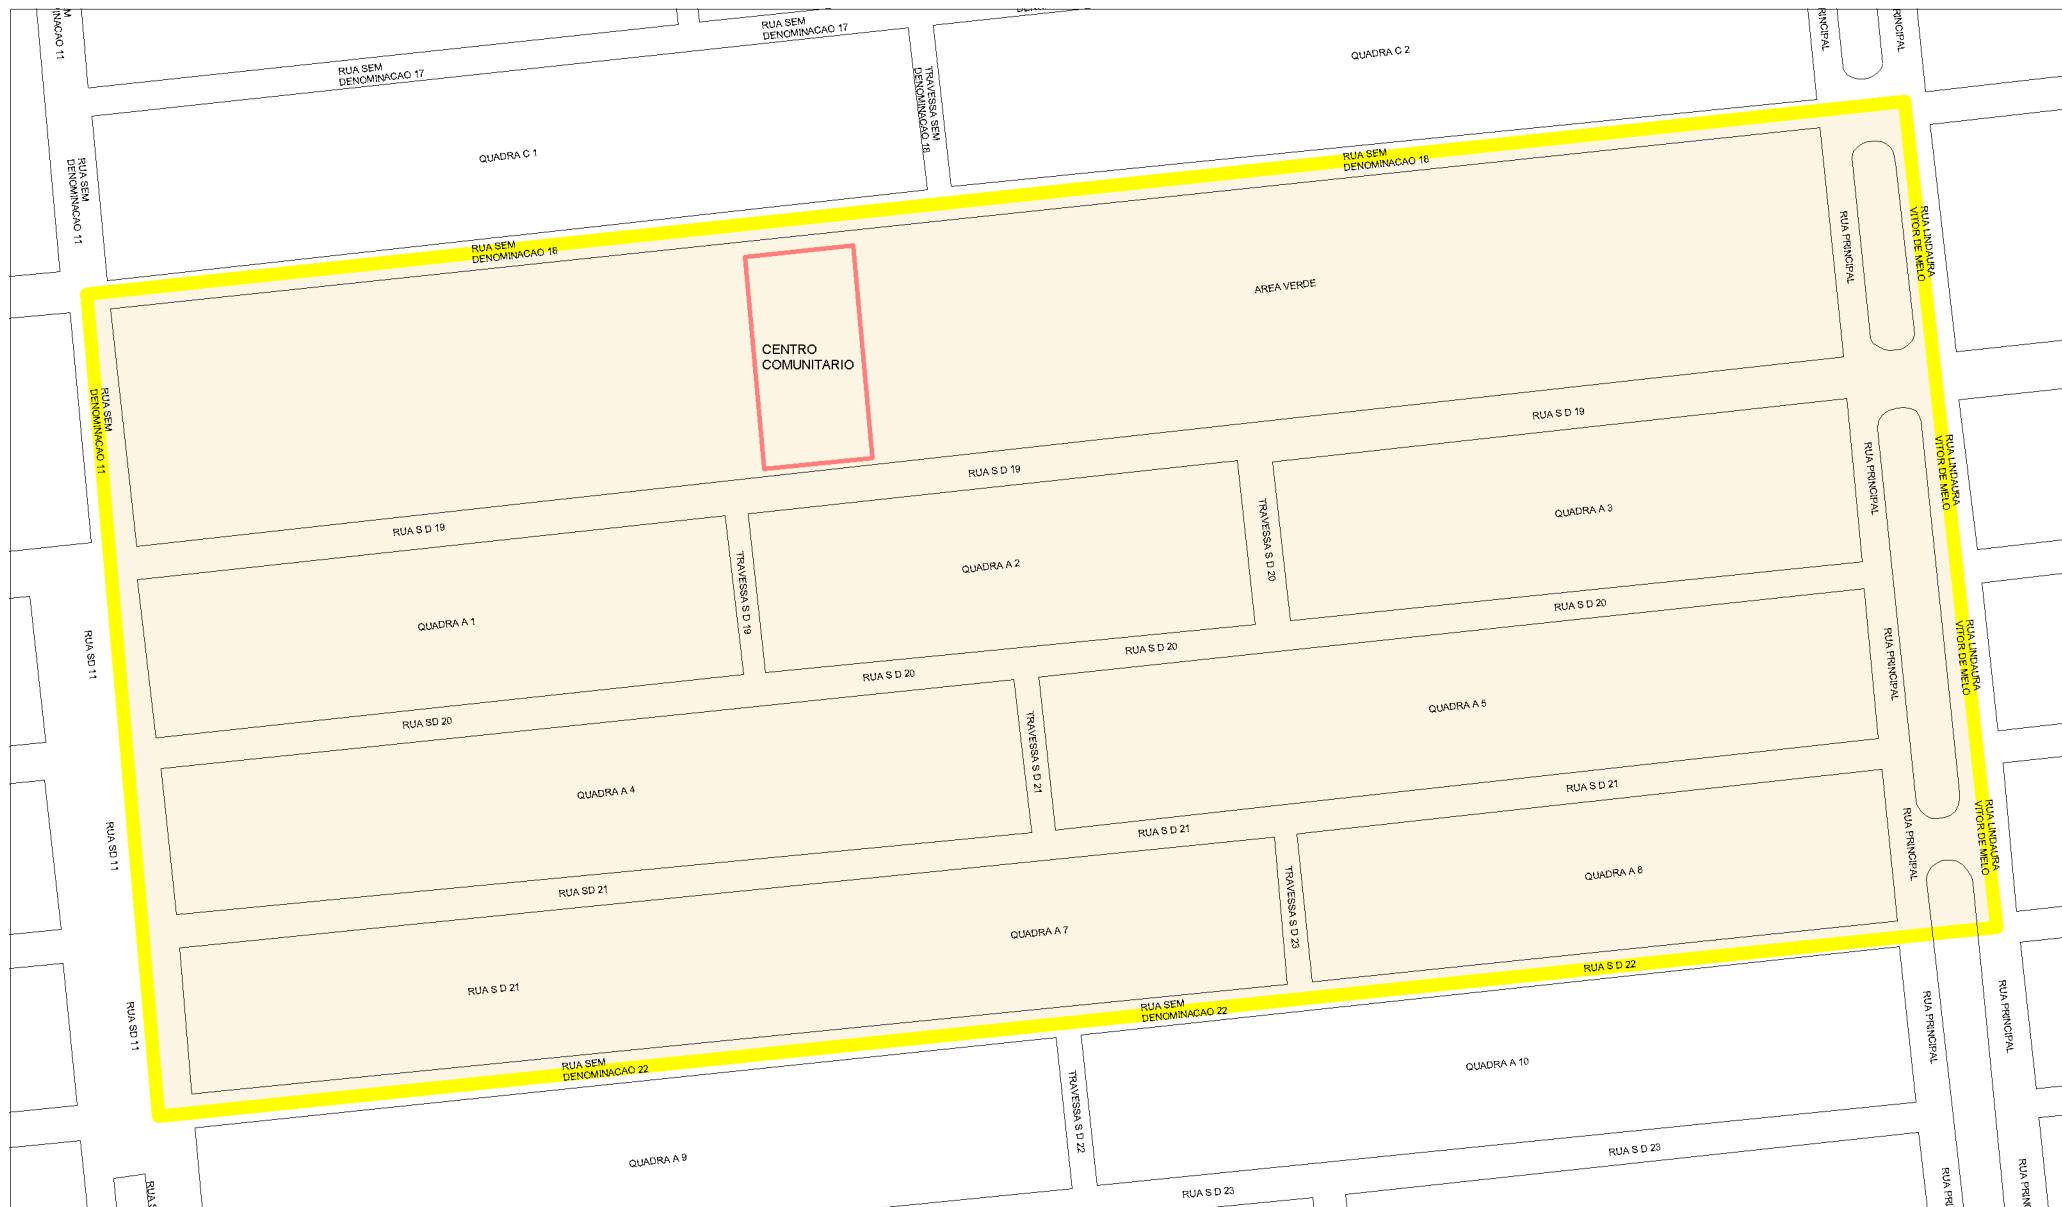 RUA SEM
DENOMINACAO 17
QUADRA C 2
RUA SEM
DENOMINACAO 17
TRAVESSA SEM
DENOMINACAO 18
QUADRA C 1
RUA SEM
DENOMINACAO 18
RUA SEM
DENOMINACAO 11
RUA SEM
DENOMINACAO 18
RUA PRINCIPAL
RUA LINDAURA
VITOR DE MELO
AREA VERDE
CENTRO
COMUNITARIO
RUA SEM
DENOMINACAO 11
RUA S D 19
RUA S D 19
RUA S D 19
RUA PRINCIPAL
RUA LINDAURA
VITOR DE MELO
QUADRA A 3
TRAVESSA S D 20
QUADRA A 2
TRAVESSA S D 19
QUADRA A 1
RUA SD 11
RUA S D 20
RUA S D 20
RUA S D 20
RUA SD 20
RUA PRINCIPAL
RUA LINDAURA
VITOR DE MELO
QUADRA A 5
TRAVESSA S D 21
QUADRA A 4
RUA S D 21
RUA S D 21
RUA SD 21
RUA SD 11
RUA PRINCIPAL
RUA LINDAURA
VITOR DE MELO
QUADRA A 8
TRAVESSA S D 23
QUADRA A 7
RUA S D 21
RUA S D 22
RUA SEM
DENOMINACAO 22
RUA SEM
DENOMINACAO 22
RUA SD 11
RUA PRINCIPAL
RUA PRINCIPAL
QUADRA A 10
TRAVESSA S D 22
QUADRA A 9
RUA S D 23
RUA S D 23